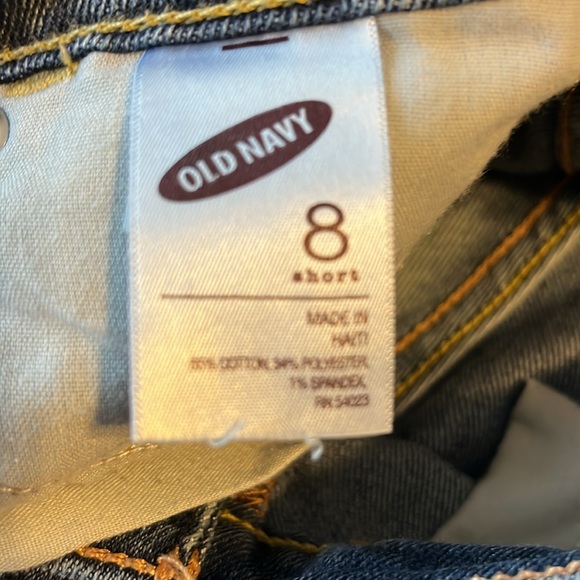 OLD NAVY
8
short
MADE IN
HAITI
65% COTTON, 34% POLYESTER,
1% SPANDEX,
RN 54023